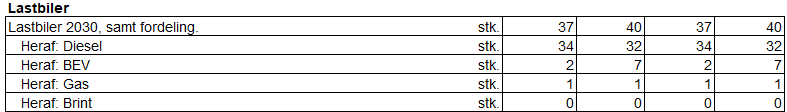 Lastbiler
Lastbiler 2030, samt fordeling. stk. 37 40 37 40
Heraf: Diesel stk. 34 32 34 32
Heraf: BEV stk. 2 7 2 7
Heraf: Gas stk. 1 1 1 1
Heraf: Brint stk. 0 0 0 0